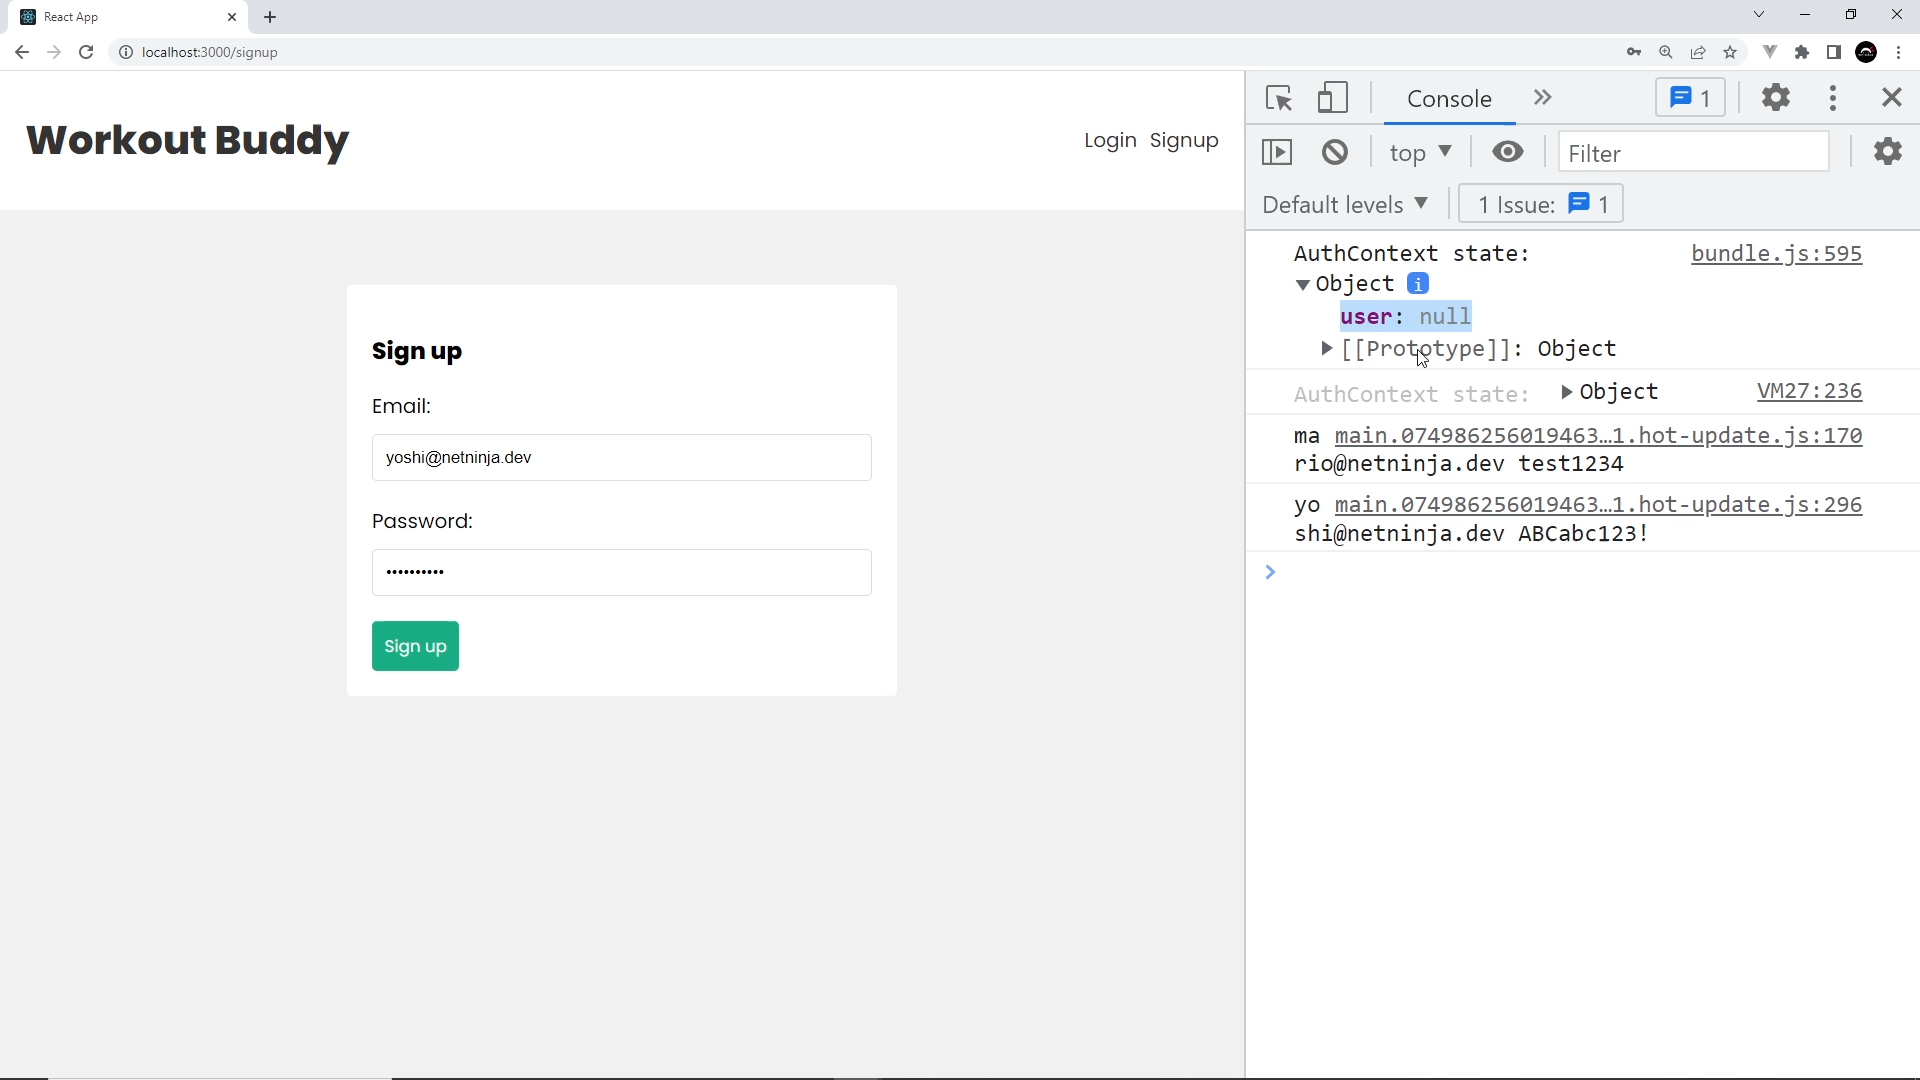 React App
localhost:3000/signup
Workout Buddy
Login Signup
Sign up
Email:
yoshi@netninja.dev
Password:
••••••••••
Sign up
Console
1
top
Filter
Default levels
1 Issue: 1
AuthContext state: bundle.js:595
Object i
user: null
[[Prototype]]: Object
AuthContext state: Object VM27:236
ma main.074986256019463…1.hot-update.js:170
rio@netninja.dev test1234
yo main.074986256019463…1.hot-update.js:296
shi@netninja.dev ABCabc123!